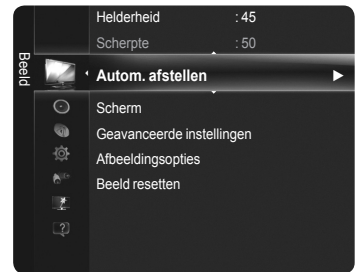 Beeld
Helderheid : 45
Scherpte : 50
Autom. afstellen
Scherm
Geavanceerde instellingen
Afbeeldingsopties
Beeld resetten